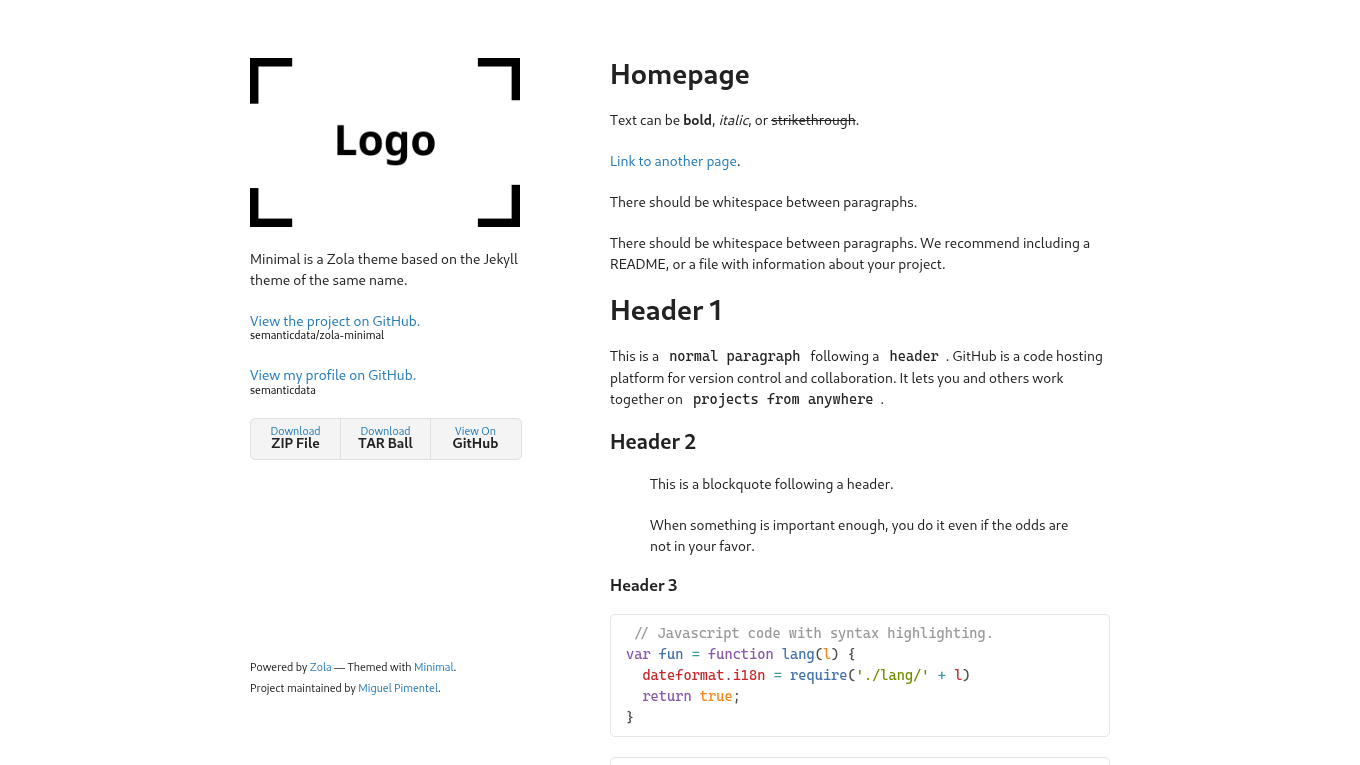 Logo
Minimal is a Zola theme based on the Jekyll
theme of the same name.
View the project on GitHub.
semanticdata/zola-minimal
View my profile on GitHub.
semanticdata
Download
ZIP File
Download
TAR Ball
View On
GitHub
Powered by Zola — Themed with Minimal.
Project maintained by Miguel Pimentel.
Homepage
Text can be bold, italic, or strikethrough.
Link to another page.
There should be whitespace between paragraphs.
There should be whitespace between paragraphs. We recommend including a
README, or a file with information about your project.
Header 1
This is a normal paragraph following a header . GitHub is a code hosting
platform for version control and collaboration. It lets you and others work
together on projects from anywhere .
Header 2
This is a blockquote following a header.
When something is important enough, you do it even if the odds are
not in your favor.
Header 3
// Javascript code with syntax highlighting.
var fun = function lang(l) {
  dateformat.i18n = require('./lang/' + l)
  return true;
}